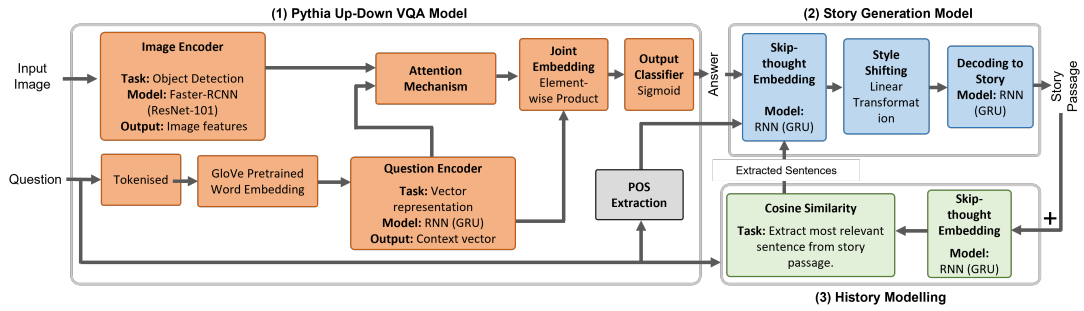 (1) Pythia Up-Down VQA Model
(2) Story Generation Model
Input
Image
Image Encoder
Task: Object Detection
Model: Faster-RCNN
(ResNet-101)
Output: Image features
Attention
Mechanism
Joint
Embedding
Element-
wise Product
Output
Classifier
Sigmoid
Answer
Skip-
thought
Embedding
Model:
RNN (GRU)
Style
Shifting
Linear
Transformat
ion
Decoding to
Story
Model: RNN
(GRU)
Story
Passage
Question
Tokenised
GloVe Pretrained
Word Embedding
Question Encoder
Task: Vector
representation
Model: RNN (GRU)
Output: Context vector
POS
Extraction
Extracted Sentences
Cosine Similarity
Task: Extract most relevant
sentence from story
passage.
Skip-
thought
Embedding
Model:
RNN (GRU)
+
(3) History Modelling